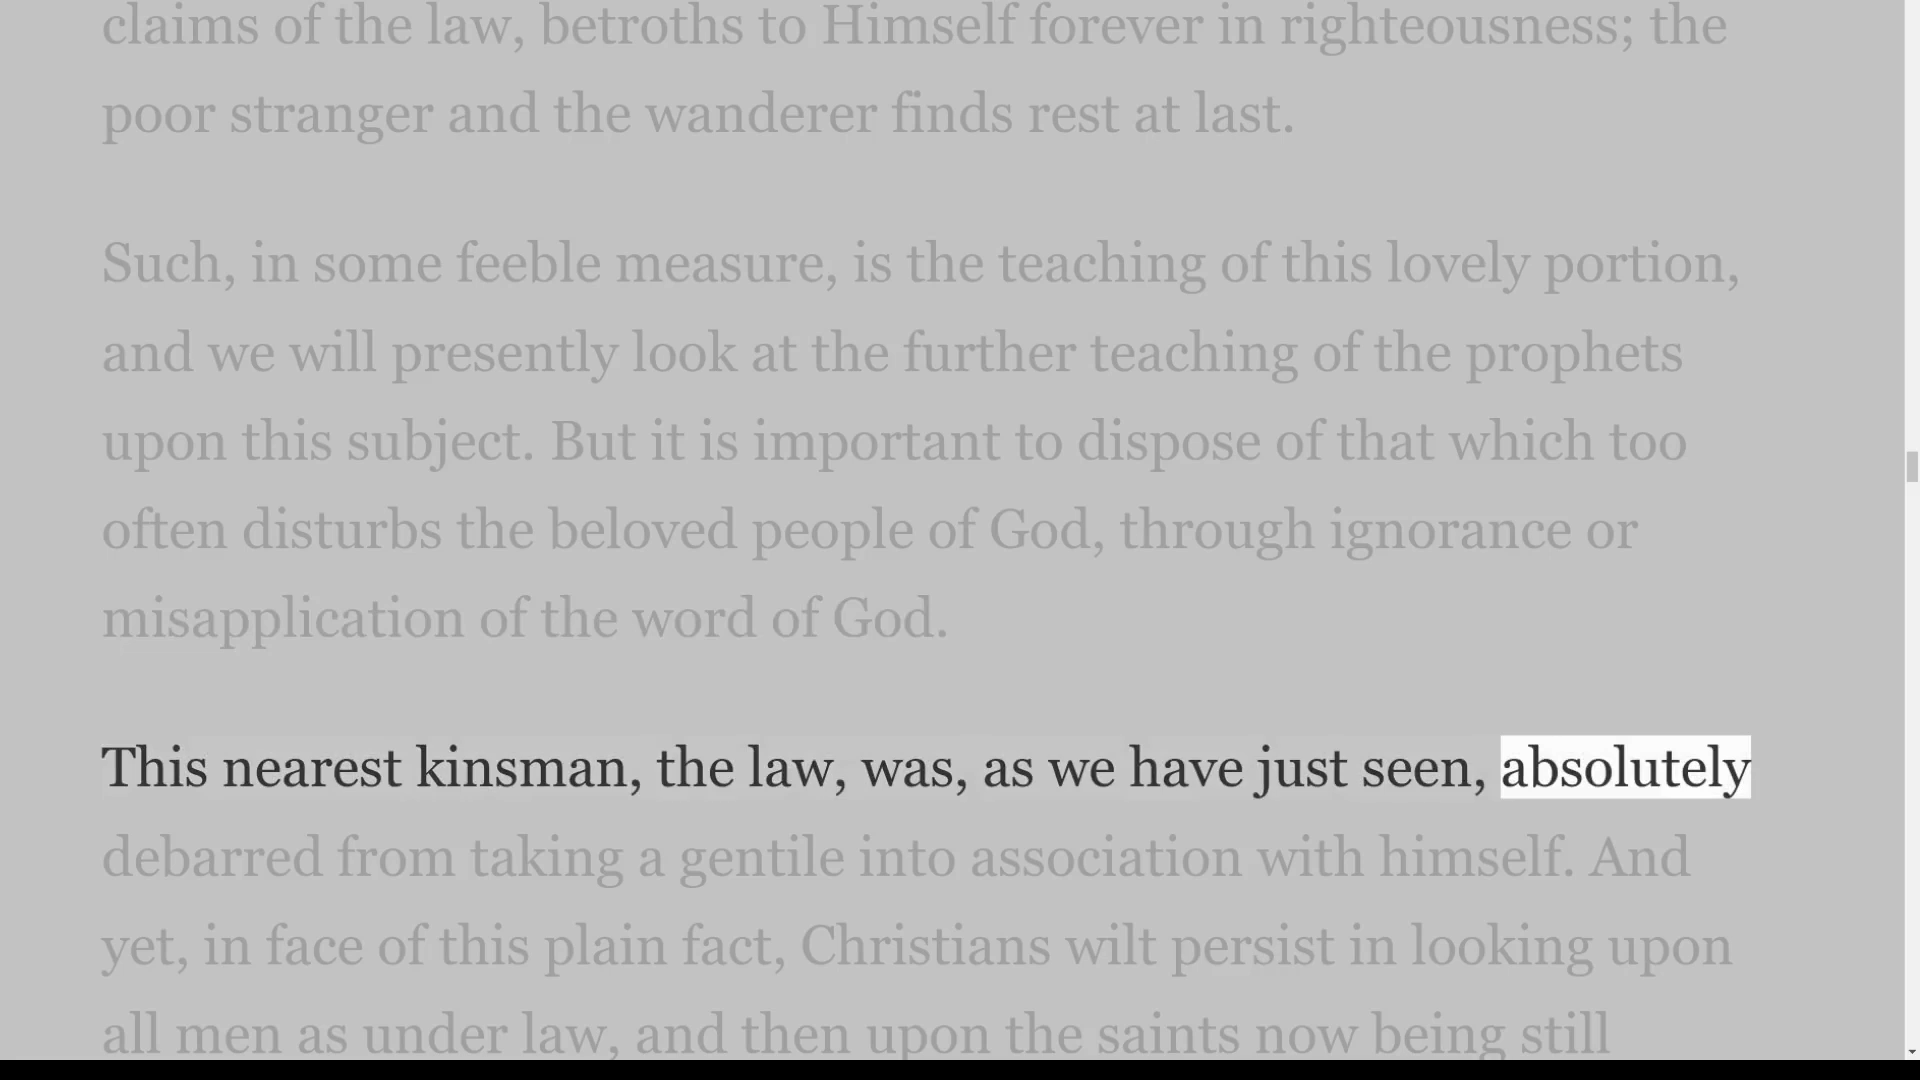 claims of the law, betroths to Himself forever in righteousness; the
poor stranger and the wanderer finds rest at last.
Such, in some feeble measure, is the teaching of this lovely portion,
and we will presently look at the further teaching of the prophets
upon this subject. But it is important to dispose of that which too
often disturbs the beloved people of God, through ignorance or
misapplication of the word of God.
This nearest kinsman, the law, was, as we have just seen, absolutely
debarred from taking a gentile into association with himself. And
yet, in face of this plain fact, Christians wilt persist in looking upon
all men as under law, and then upon the saints now being still